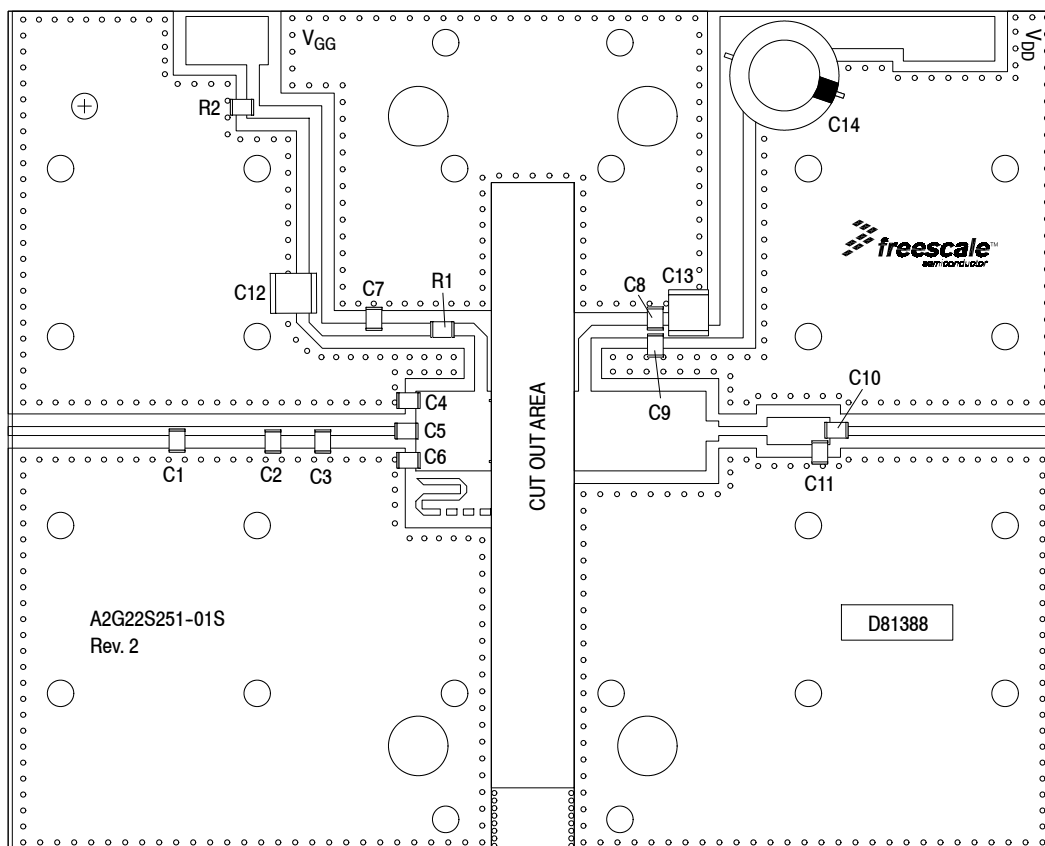 VGG
VDD
R2
C14
freescale™
semiconductor
C12
C7
R1
C8
C13
C9
C10
C4
C5
C6
C1
C2
C3
C11
CUT OUT AREA
A2G22S251-01S
Rev. 2
D81388